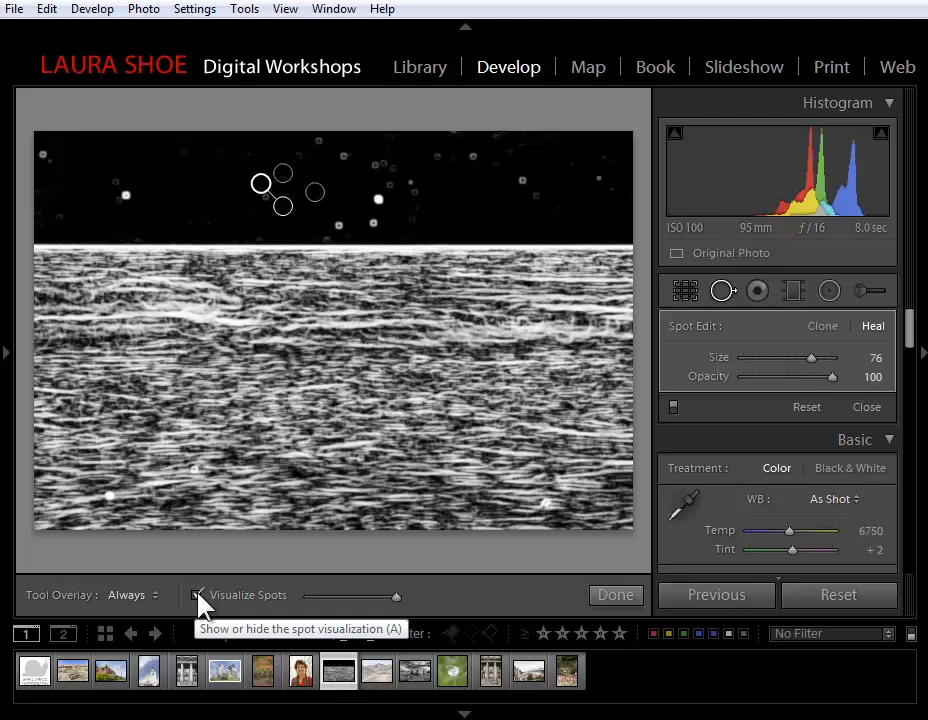 File Edit Develop Photo Settings Tools View Window Help
LAURA SHOE Digital Workshops Library Develop Map Book Slideshow Print Web
Histogram
ISO 100 95 mm ƒ / 16 8.0 sec
Original Photo
Spot Edit : Clone Heal
Size 76
Opacity 100
Reset Close
Basic
Treatment : Color Black & White
WB : As Shot
Temp 6750
Tint + 2
Tool Overlay : Always Visualize Spots Done Previous Reset
Show or hide the spot visualization (A)
1 2 : ≥ No Filter